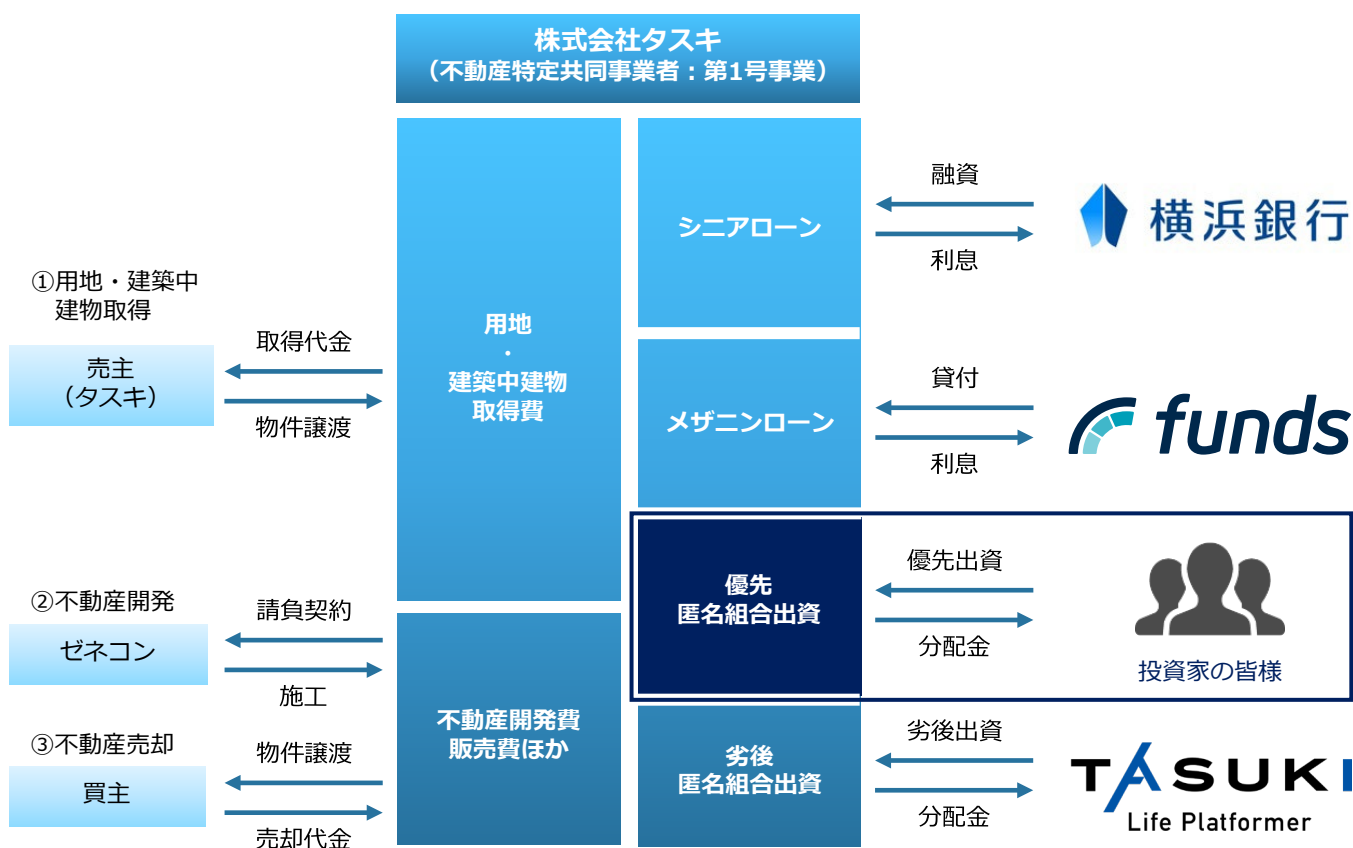 株式会社タスキ
（不動産特定共同事業者：第1号事業）
①用地・建築中
建物取得
売主
（タスキ）
取得代金
物件譲渡
②不動産開発
ゼネコン
請負契約
施工
③不動産売却
買主
物件譲渡
売却代金
用地
・
建築中建物
取得費
不動産開発費
販売費ほか
シニアローン
メザニンローン
優先
匿名組合出資
劣後
匿名組合出資
融資
利息
横浜銀行
貸付
利息
funds
優先出資
分配金
投資家の皆様
劣後出資
分配金
TASUKI
Life Platformer